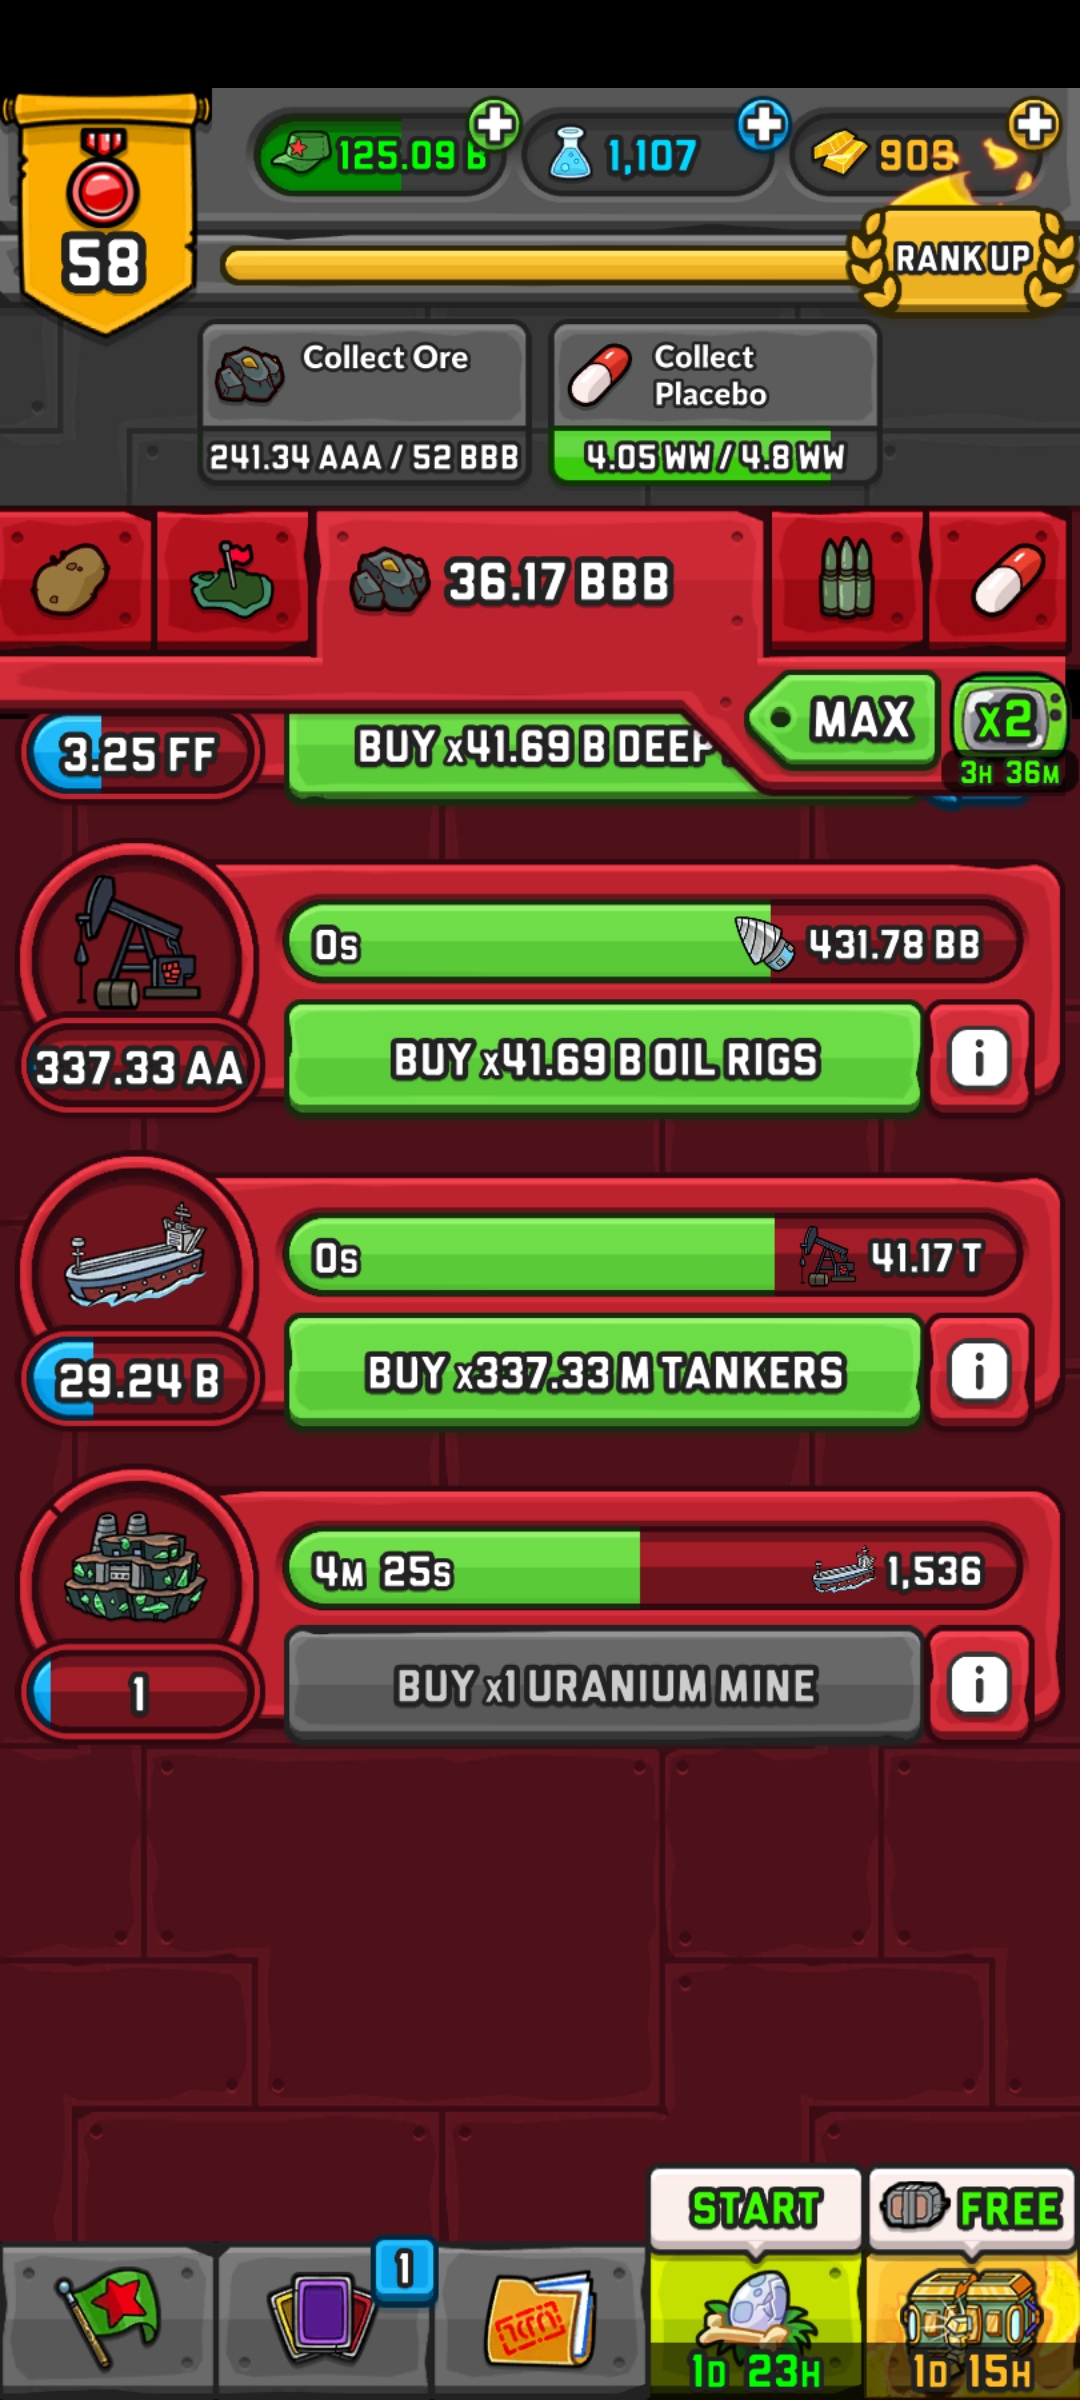 125.09 B
1,107
909
58
RANK UP
Collect Ore
241.34 AAA / 52 BBB
Collect
Placebo
4.05 WW / 4.8 WW
36.17 BBB
MAX
x2
3H 36M
3.25 FF
BUY x41.69 B DEEP
0s
431.78 BB
337.33 AA
BUY x41.69 B OIL RIGS
i
0s
41.17 T
29.24 B
BUY x337.33 M TANKERS
i
4M 25s
1,536
1
BUY x1 URANIUM MINE
i
START
FREE
1
1D 23H
1D 15H